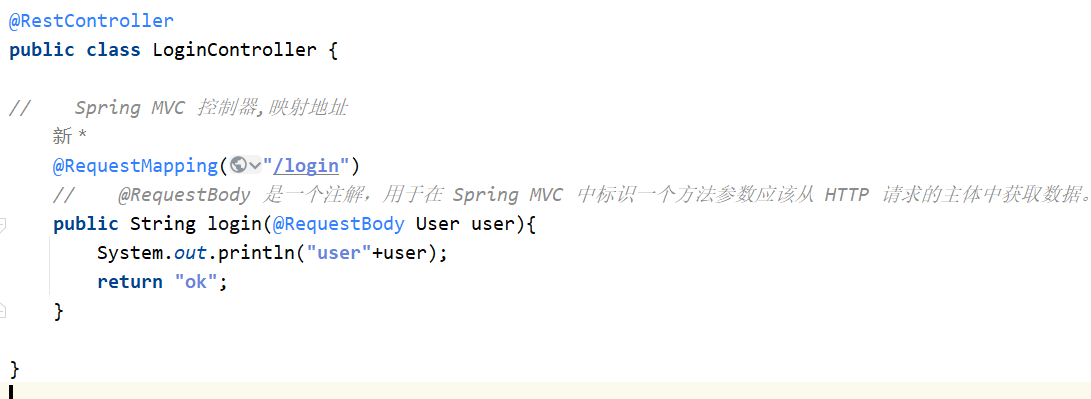 @RestController
public class LoginController {
//    Spring MVC 控制器,映射地址
新 *
@RequestMapping("/login")
//    @RequestBody 是一个注解，用于在 Spring MVC 中标识一个方法参数应该从 HTTP 请求的主体中获取数据。
public String login(@RequestBody User user){
System.out.println("user"+user);
return "ok";
}
}